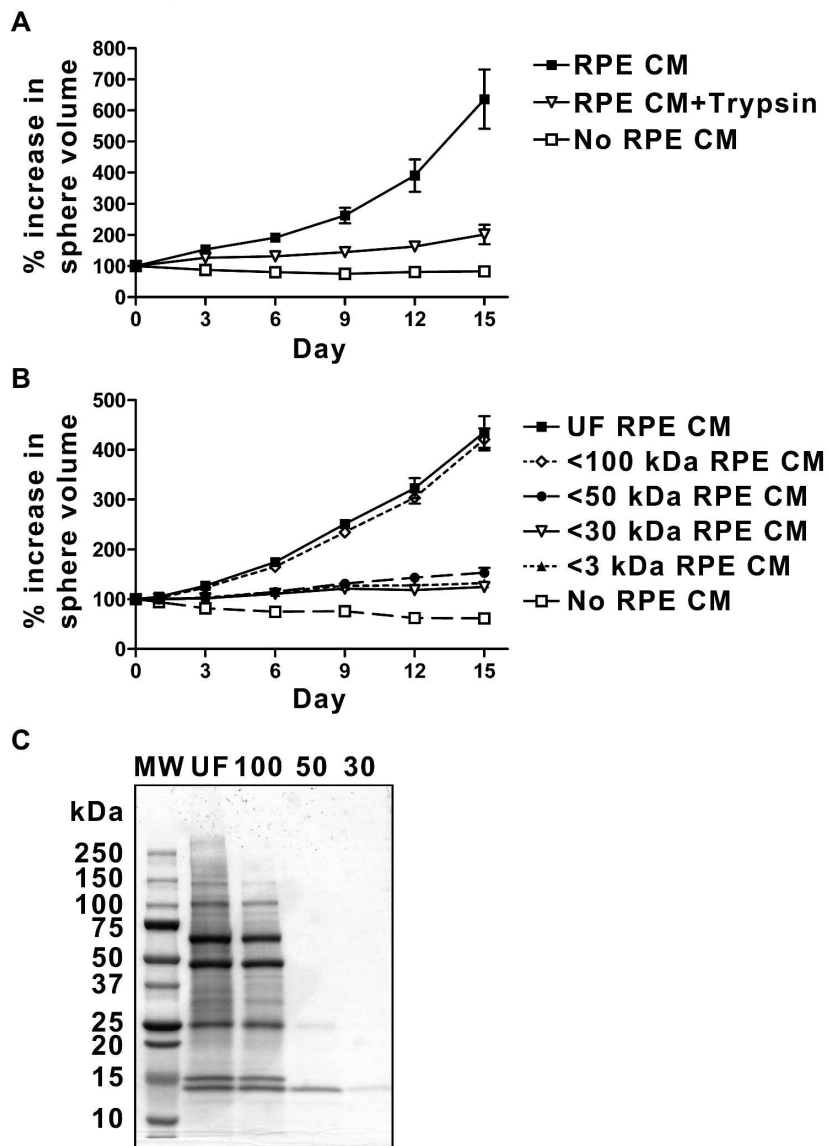 A
% increase in
sphere volume
800
700
600
500
400
300
200
100
0
0 3 6 9 12 15
Day
RPE CM
RPE CM+Trypsin
No RPE CM
B
% increase in
sphere volume
500
400
300
200
100
0
0 3 6 9 12 15
Day
UF RPE CM
<100 kDa RPE CM
<50 kDa RPE CM
<30 kDa RPE CM
<3 kDa RPE CM
No RPE CM
C
MW UF 100 50 30
kDa
250
150
100
75
50
37
25
20
15
10